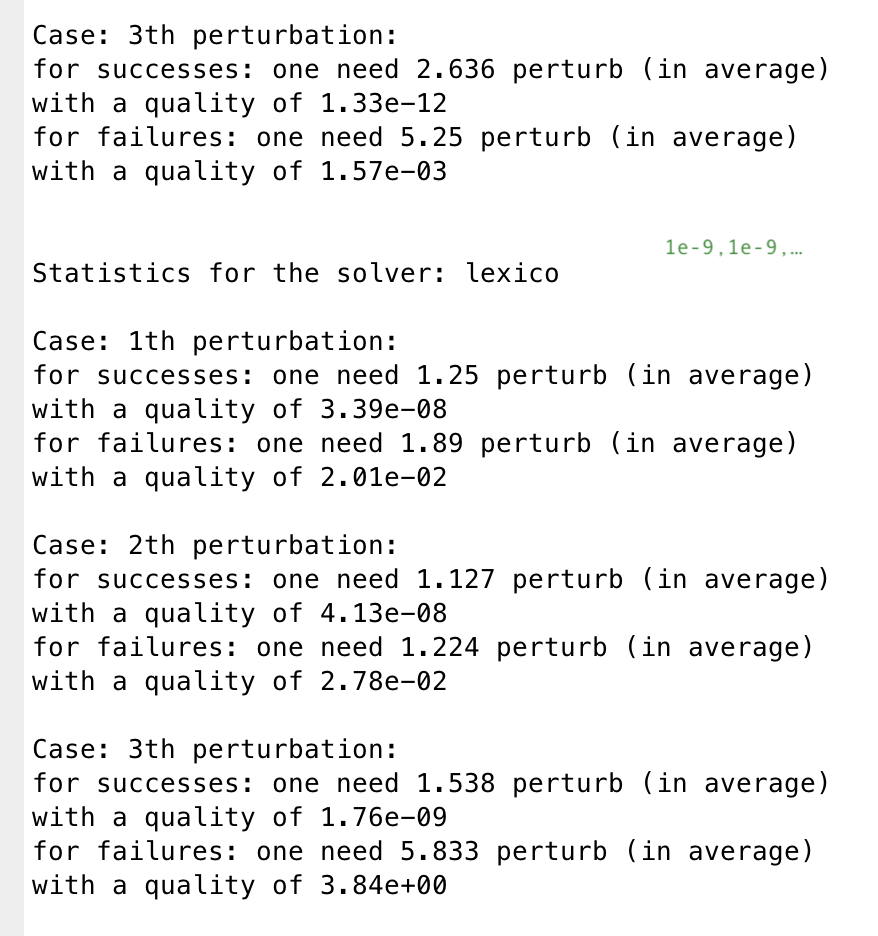 Case: 3th perturbation:
for successes: one need 2.636 perturb (in average)
with a quality of 1.33e-12
for failures: one need 5.25 perturb (in average)
with a quality of 1.57e-03
1e-9,1e-9,…
Statistics for the solver: lexico
Case: 1th perturbation:
for successes: one need 1.25 perturb (in average)
with a quality of 3.39e-08
for failures: one need 1.89 perturb (in average)
with a quality of 2.01e-02
Case: 2th perturbation:
for successes: one need 1.127 perturb (in average)
with a quality of 4.13e-08
for failures: one need 1.224 perturb (in average)
with a quality of 2.78e-02
Case: 3th perturbation:
for successes: one need 1.538 perturb (in average)
with a quality of 1.76e-09
for failures: one need 5.833 perturb (in average)
with a quality of 3.84e+00